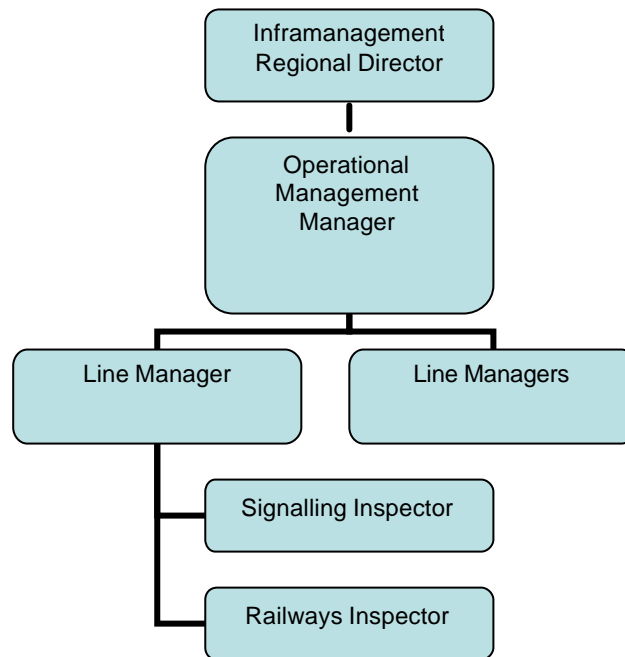 Inframanagement
Regional Director
Operational
Management
Manager
Line Manager
Line Managers
Signalling Inspector
Railways Inspector